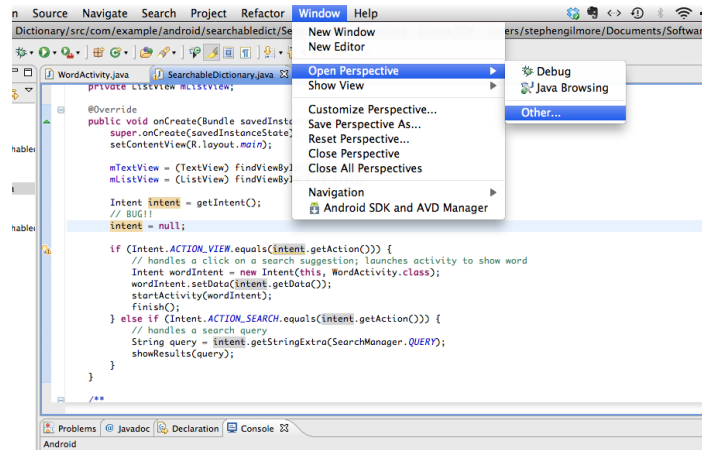 n Source Navigate Search Project Refactor Window Help
Dictionary/src/com/example/android/searchabledict/Se
ers/stephengilmore/Documents/Softwar
New Window
New Editor
Open Perspective
Show View
Customize Perspective...
Save Perspective As...
Reset Perspective...
Close Perspective
Close All Perspectives
Navigation
Android SDK and AVD Manager
Debug
Java Browsing
Other...
WordActivity.java
SearchableDictionary.java
private ListView mListView;
@Override
public void onCreate(Bundle savedInsta
super.onCreate(savedInstanceState)
setContentView(R.layout.main);
mTextView = (TextView) findViewByI
mListView = (ListView) findViewByI
Intent intent = getIntent();
// BUG!!
intent = null;
if (Intent.ACTION_VIEW.equals(intent.getAction())) {
// handles a click on a search suggestion; launches activity to show word
Intent wordIntent = new Intent(this, WordActivity.class);
wordIntent.setData(intent.getData());
startActivity(wordIntent);
finish();
} else if (Intent.ACTION_SEARCH.equals(intent.getAction())) {
// handles a search query
String query = intent.getStringExtra(SearchManager.QUERY);
showResults(query);
}
}
/**
hable
hable
Problems @ Javadoc Declaration Console
Android